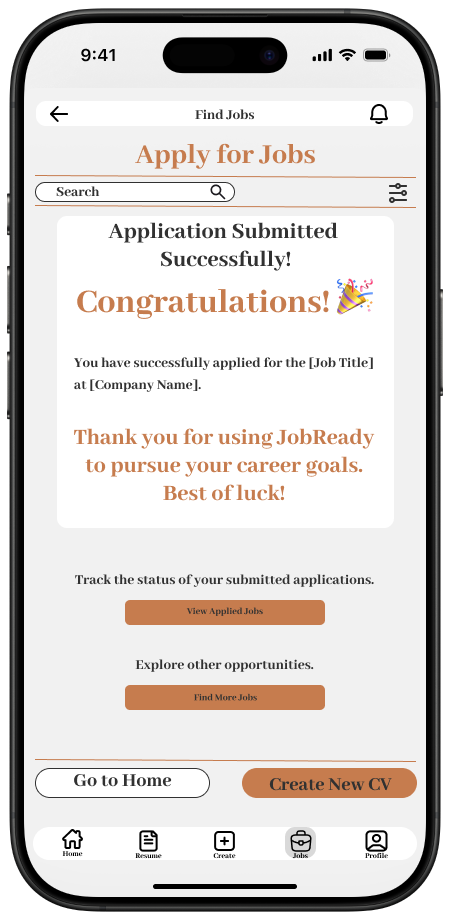 9:41
Find Jobs
Apply for Jobs
Search
Application Submitted
Successfully!
Congratulations!🎉
You have successfully applied for the [Job Title]
at [Company Name].
Thank you for using JobReady
to pursue your career goals.
Best of luck!
Track the status of your submitted applications.
View Applied Jobs
Explore other opportunities.
Find More Jobs
Go to Home
Create New CV
Home
Resume
Create
Jobs
Profile